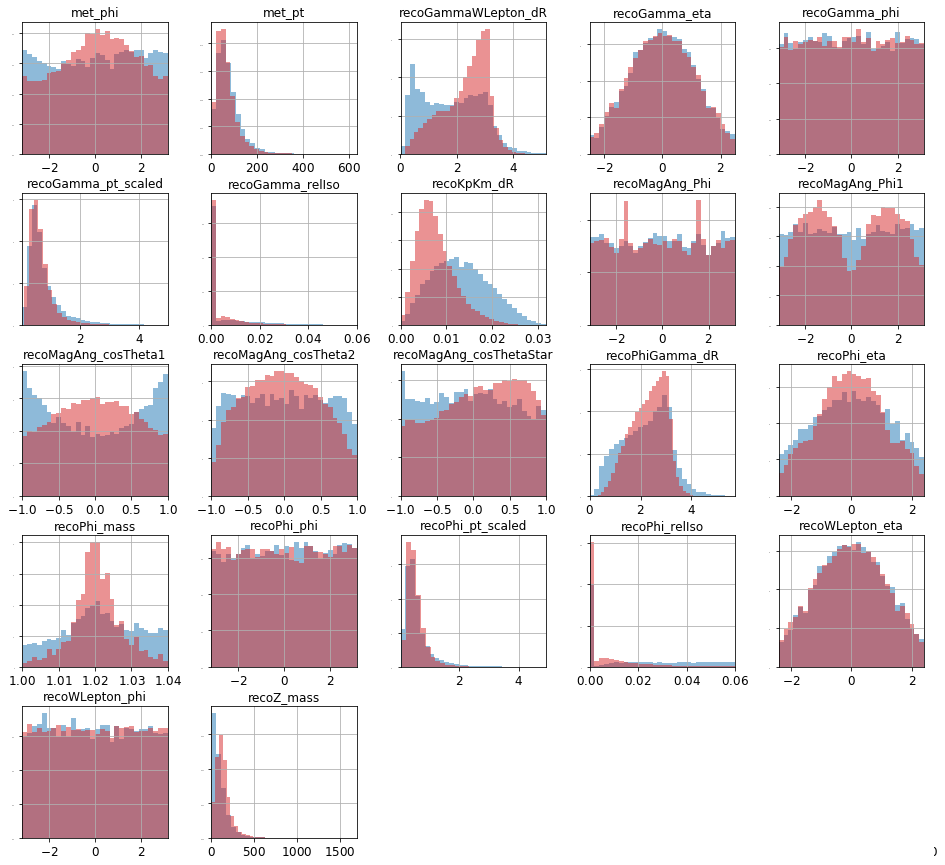 met_phi met_pt recoGammaWLepton_dR recoGamma_eta recoGamma_phi
−2 0 2 0 200 400 600 0 2 4 −2 0 2 −2 0 2
recoGamma_pt_scaled recoGamma_relIso recoKpKm_dR recoMagAng_Phi recoMagAng_Phi1
2 4 0.00 0.02 0.04 0.06 0.00 0.01 0.02 0.03 −2 0 2 −2 0 2
recoMagAng_cosTheta1 recoMagAng_cosTheta2 recoMagAng_cosThetaStar recoPhiGamma_dR recoPhi_eta
−1.0 −0.5 0.0 0.5 1.0 −1.0 −0.5 0.0 0.5 1.0 −1.0 −0.5 0.0 0.5 1.0 0 2 4 −2 0 2
recoPhi_mass recoPhi_phi recoPhi_pt_scaled recoPhi_relIso recoWLepton_eta
1.00 1.01 1.02 1.03 1.04 −2 0 2 2 4 0.00 0.02 0.04 0.06 −2 0 2
recoWLepton_phi recoZ_mass
−2 0 2 0 500 1000 1500